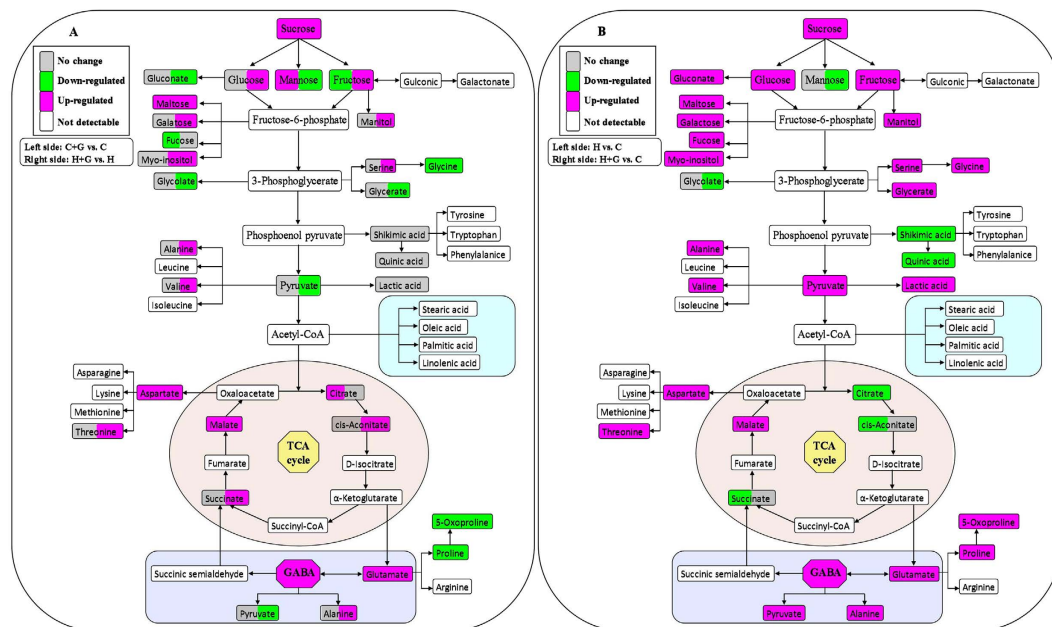 A
Sucrose
No change
Down-regulated
Up-regulated
Not detectable
Left side: C+G vs. C
Right side: H+G vs. H
Gluconate
Glucose
Mannose
Fructose
Gulconic
Galactonate
Maltose
Galatose
Fucose
Myo-inositol
Fructose-6-phosphate
Manitol
Glycolate
3-Phosphoglycerate
Serine
Glycine
Glycerate
Phosphoenol pyruvate
Shikimic acid
Quinic acid
Tyrosine
Tryptophan
Phenylalanice
Alanine
Leucine
Valine
Isoleucine
Pyruvate
Lactic acid
Acetyl-CoA
Stearic acid
Oleic acid
Palmitic acid
Linolenic acid
Asparagine
Lysine
Methionine
Threonine
Aspartate
Oxaloacetate
Citrate
Malate
cis-Aconitate
TCA
cycle
Fumarate
D-Isocitrate
Succinate
α-Ketoglutarate
Succinyl-CoA
5-Oxoproline
Proline
Succinic semialdehyde
GABA
Glutamate
Arginine
Pyruvate
Alanine
B
Sucrose
No change
Down-regulated
Up-regulated
Not detectable
Left side: H vs. C
Right side: H+G vs. C
Gluconate
Glucose
Mannose
Fructose
Gulconic
Galactonate
Maltose
Galactose
Fucose
Myo-inositol
Fructose-6-phosphate
Manitol
Glycolate
3-Phosphoglycerate
Serine
Glycine
Glycerate
Phosphoenol pyruvate
Shikimic acid
Quinic acid
Tyrosine
Tryptophan
Phenylalanice
Alanine
Leucine
Valine
Isoleucine
Pyruvate
Lactic acid
Acetyl-CoA
Stearic acid
Oleic acid
Palmitic acid
Linolenic acid
Asparagine
Lysine
Methionine
Threonine
Aspartate
Oxaloacetate
Citrate
Malate
cis-Aconitate
TCA
cycle
Fumarate
D-Isocitrate
Succinate
α-Ketoglutarate
Succinyl-CoA
5-Oxoproline
Proline
Succinic semialdehyde
GABA
Glutamate
Arginine
Pyruvate
Alanine